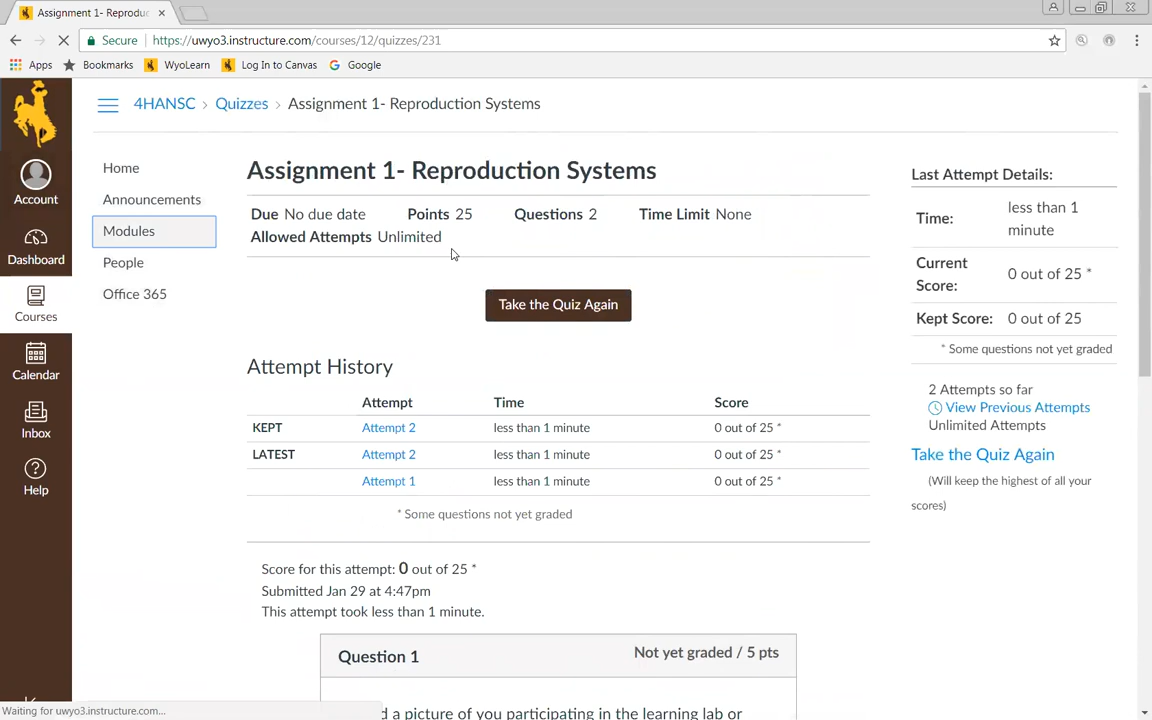 Assignment 1- Reprodu
Secure
https://uwyo3.instructure.com/courses/12/quizzes/231
Apps
Bookmarks
WyoLearn
Log In to Canvas
Google
4HANSC > Quizzes > Assignment 1- Reproduction Systems
Account
Dashboard
Courses
Calendar
Inbox
Help
Home
Announcements
Modules
People
Office 365
Assignment 1- Reproduction Systems
Due No due date Points 25 Questions 2 Time Limit None
Allowed Attempts Unlimited
Take the Quiz Again
Attempt History
Attempt Time Score
KEPT Attempt 2 less than 1 minute 0 out of 25 *
LATEST Attempt 2 less than 1 minute 0 out of 25 *
Attempt 1 less than 1 minute 0 out of 25 *
* Some questions not yet graded
Score for this attempt: 0 out of 25 *
Submitted Jan 29 at 4:47pm
This attempt took less than 1 minute.
Question 1 Not yet graded / 5 pts
d a picture of you participating in the learning lab or
Last Attempt Details:
Time: less than 1
minute
Current
Score: 0 out of 25 *
Kept Score: 0 out of 25
* Some questions not yet graded
2 Attempts so far
View Previous Attempts
Unlimited Attempts
Take the Quiz Again
(Will keep the highest of all your
scores)
Waiting for uwyo3.instructure.com...